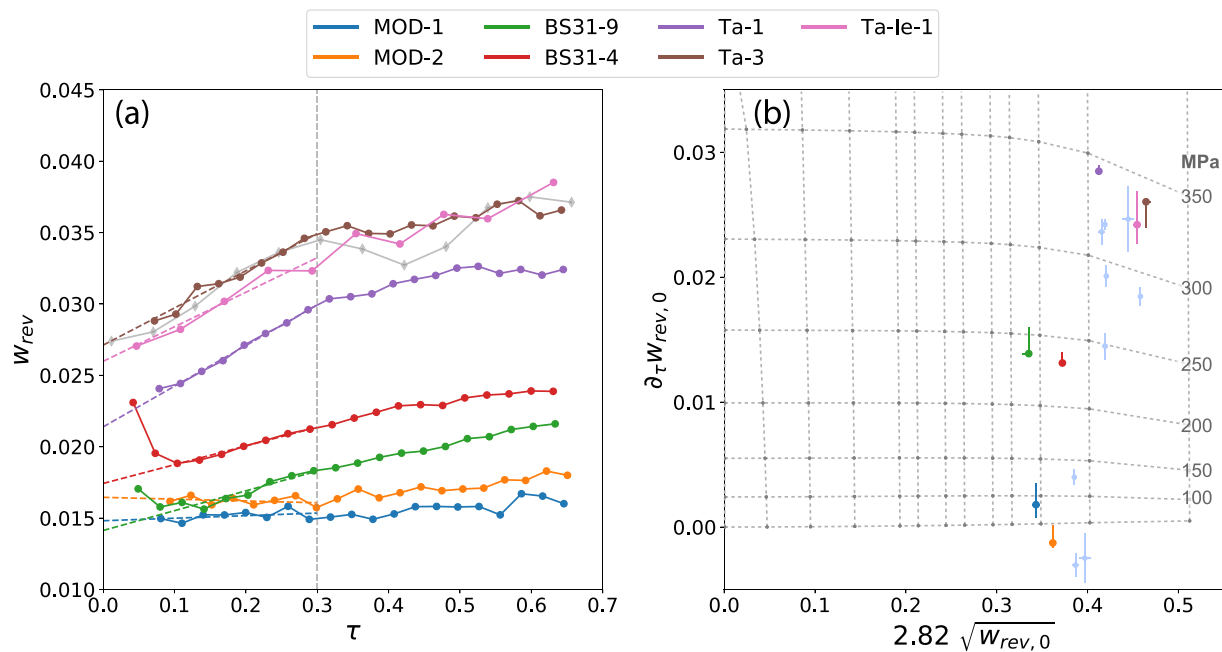 MOD-1 BS31-9 Ta-1 Ta-le-1
MOD-2 BS31-4 Ta-3
(a)
w_rev
0.045
0.040
0.035
0.030
0.025
0.020
0.015
0.010
0.0 0.1 0.2 0.3 0.4 0.5 0.6 0.7
τ
(b)
∂_τ w_rev, 0
0.03
0.02
0.01
0.00
MPa
350
300
250
200
150
100
0.0 0.1 0.2 0.3 0.4 0.5
2.82 √w_rev, 0